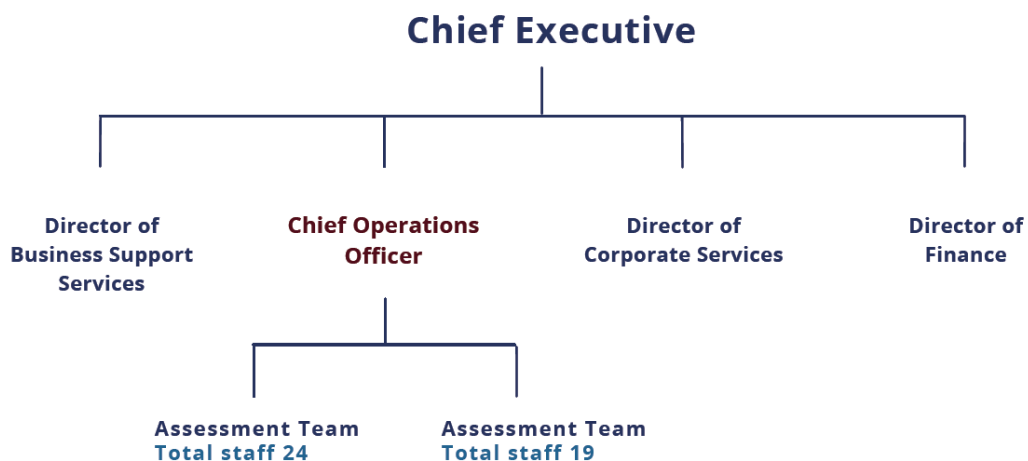 Chief Executive
Director of
Business Support
Services
Chief Operations
Officer
Director of
Corporate Services
Director of
Finance
Assessment Team
Total staff 24
Assessment Team
Total staff 19